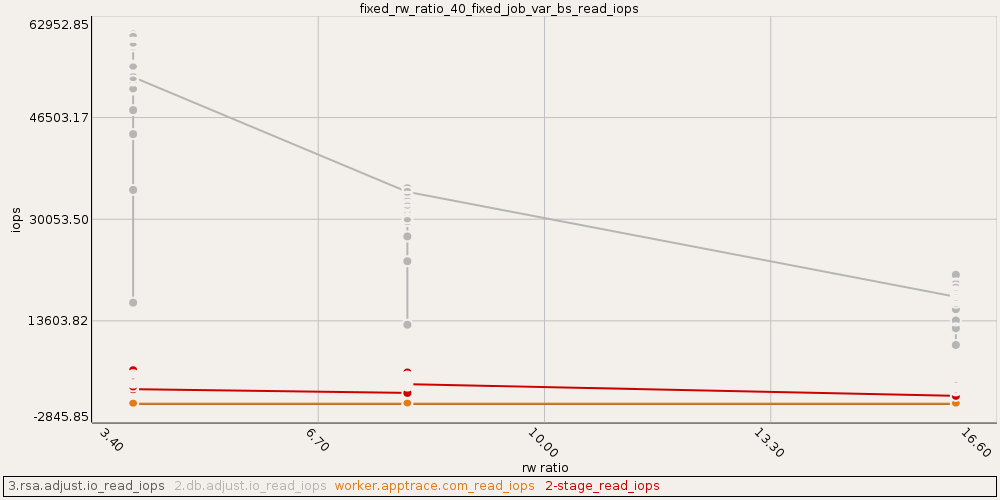 fixed_rw_ratio_40_fixed_job_var_bs_read_iops
62952.85
46503.17
30053.50
13603.82
-2845.85
iops
3.40 6.70 10.00 13.30 16.60
rw ratio
3.rsa.adjust.io_read_iops 2.db.adjust.io_read_iops worker.apptrace.com_read_iops 2-stage_read_iops